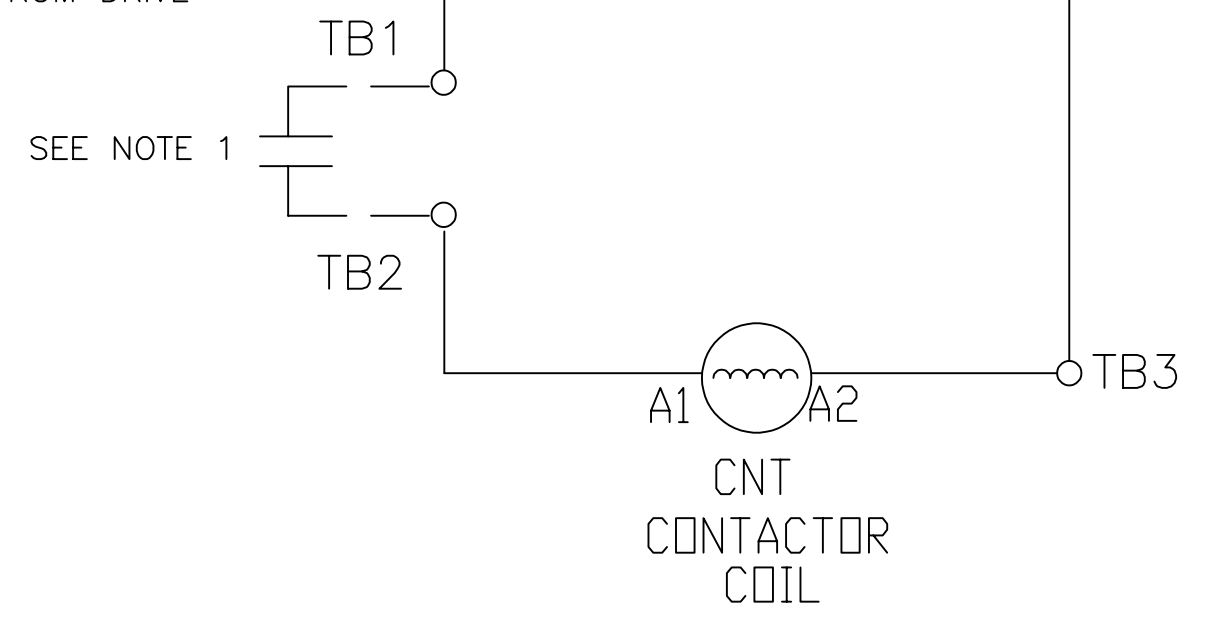 TB1
SEE NOTE 1
TB2
TB3
A1
A2
CNT
CONTACTOR
COIL